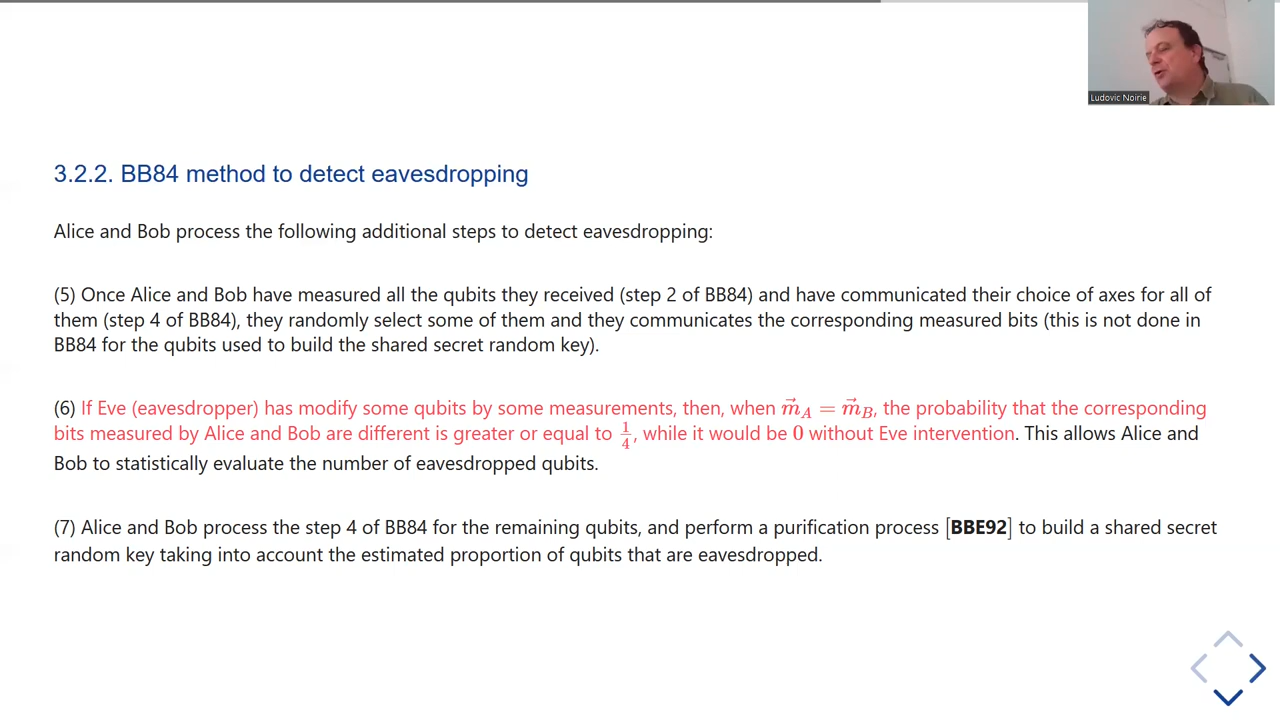 Ludovic Noirie
3.2.2. BB84 method to detect eavesdropping
Alice and Bob process the following additional steps to detect eavesdropping:
(5) Once Alice and Bob have measured all the qubits they received (step 2 of BB84) and have communicated their choice of axes for all of
them (step 4 of BB84), they randomly select some of them and they communicates the corresponding measured bits (this is not done in
BB84 for the qubits used to build the shared secret random key).
(6) If Eve (eavesdropper) has modify some qubits by some measurements, then, when $\vec{m}_A = \vec{m}_B$, the probability that the corresponding
bits measured by Alice and Bob are different is greater or equal to $\frac{1}{4}$, while it would be 0 without Eve intervention. This allows Alice and
Bob to statistically evaluate the number of eavesdropped qubits.
(7) Alice and Bob process the step 4 of BB84 for the remaining qubits, and perform a purification process [BBE92] to build a shared secret
random key taking into account the estimated proportion of qubits that are eavesdropped.